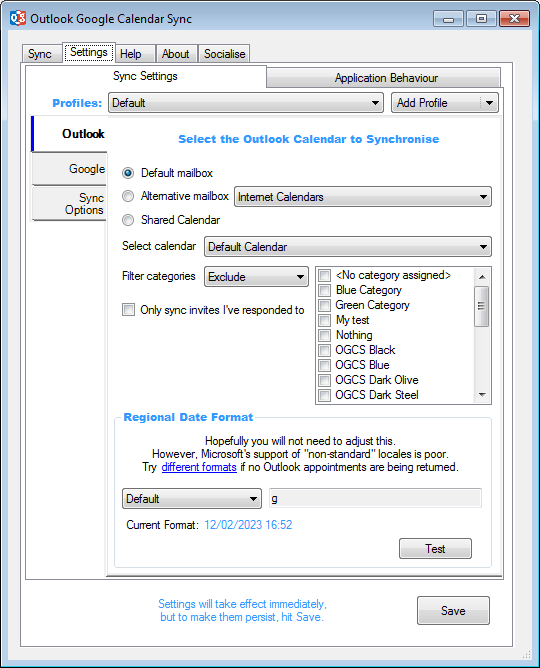 Outlook Google Calendar Sync
Sync Settings Help About Socialise
Sync Settings Application Behaviour
Profiles: Default Add Profile
Outlook
Google
Sync
Options
Select the Outlook Calendar to Synchronise
Default mailbox
Alternative mailbox Internet Calendars
Shared Calendar
Select calendar Default Calendar
Filter categories Exclude
<No category assigned>
Blue Category
Green Category
My test
Nothing
OGCS Black
OGCS Blue
OGCS Dark Olive
OGCS Dark Steel
Only sync invites I've responded to
Regional Date Format
Hopefully you will not need to adjust this.
However, Microsoft's support of "non-standard" locales is poor.
Try different formats if no Outlook appointments are being returned.
Default g
Current Format: 12/02/2023 16:52
Test
Settings will take effect immediately,
but to make them persist, hit Save.
Save